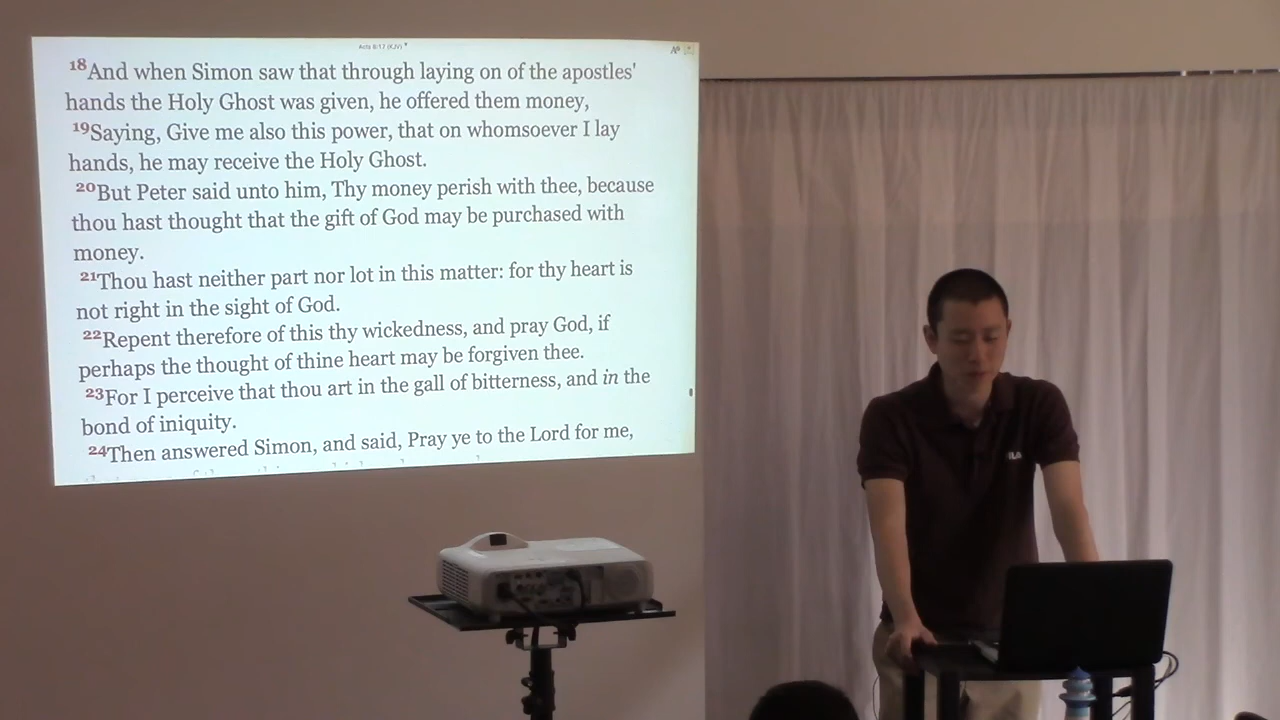 Acts 8:17 (KJV)
18And when Simon saw that through laying on of the apostles'
hands the Holy Ghost was given, he offered them money,
19Saying, Give me also this power, that on whomsoever I lay
hands, he may receive the Holy Ghost.
20But Peter said unto him, Thy money perish with thee, because
thou hast thought that the gift of God may be purchased with
money.
21Thou hast neither part nor lot in this matter: for thy heart is
not right in the sight of God.
22Repent therefore of this thy wickedness, and pray God, if
perhaps the thought of thine heart may be forgiven thee.
23For I perceive that thou art in the gall of bitterness, and in the
bond of iniquity.
24Then answered Simon, and said, Pray ye to the Lord for me,